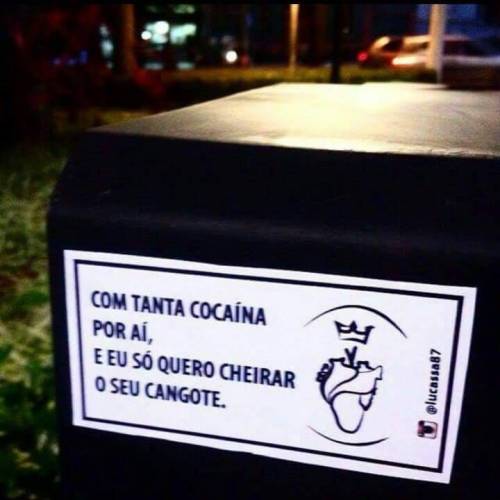 COM TANTA COCAÍNA
POR AÍ,
E EU SÓ QUERO CHEIRAR
O SEU CANGOTE.
@lucassa87